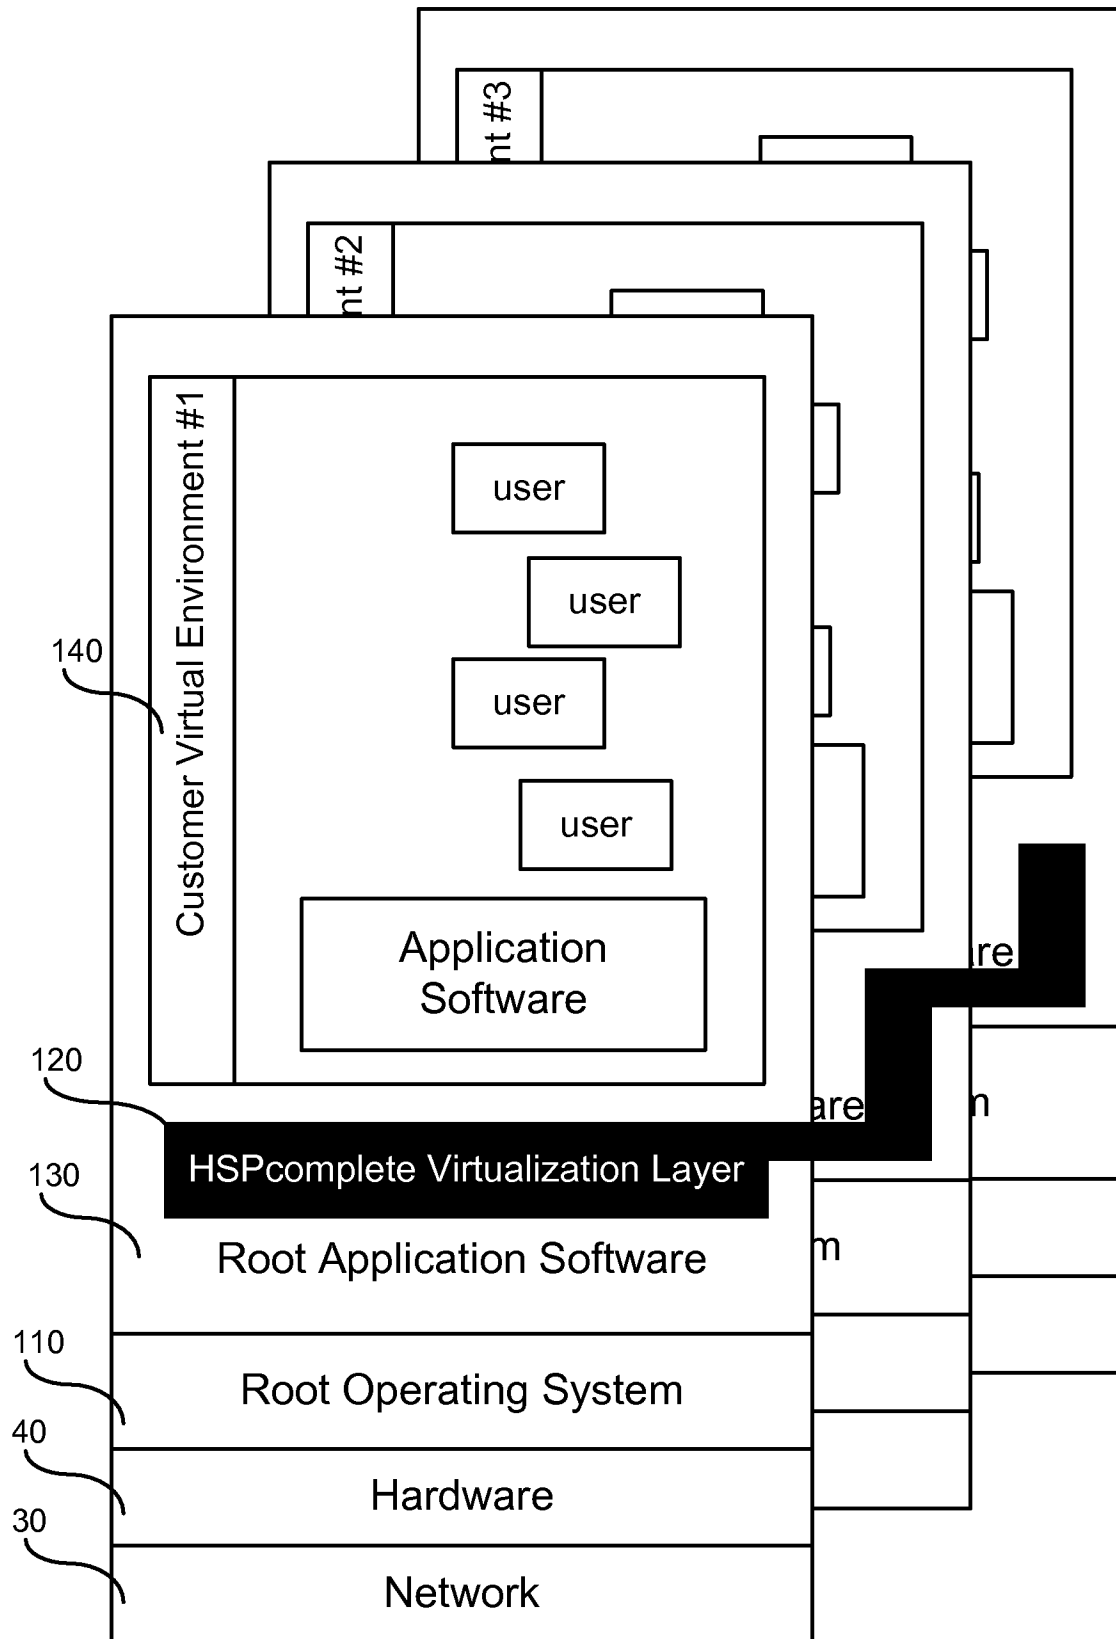 nt #3
nt #2
Customer Virtual Environment #1
user
user
140
user
user
Application
Software
are
120
are
m
HSPcomplete Virtualization Layer
130
Root Application Software
m
110
Root Operating System
40
Hardware
30
Network